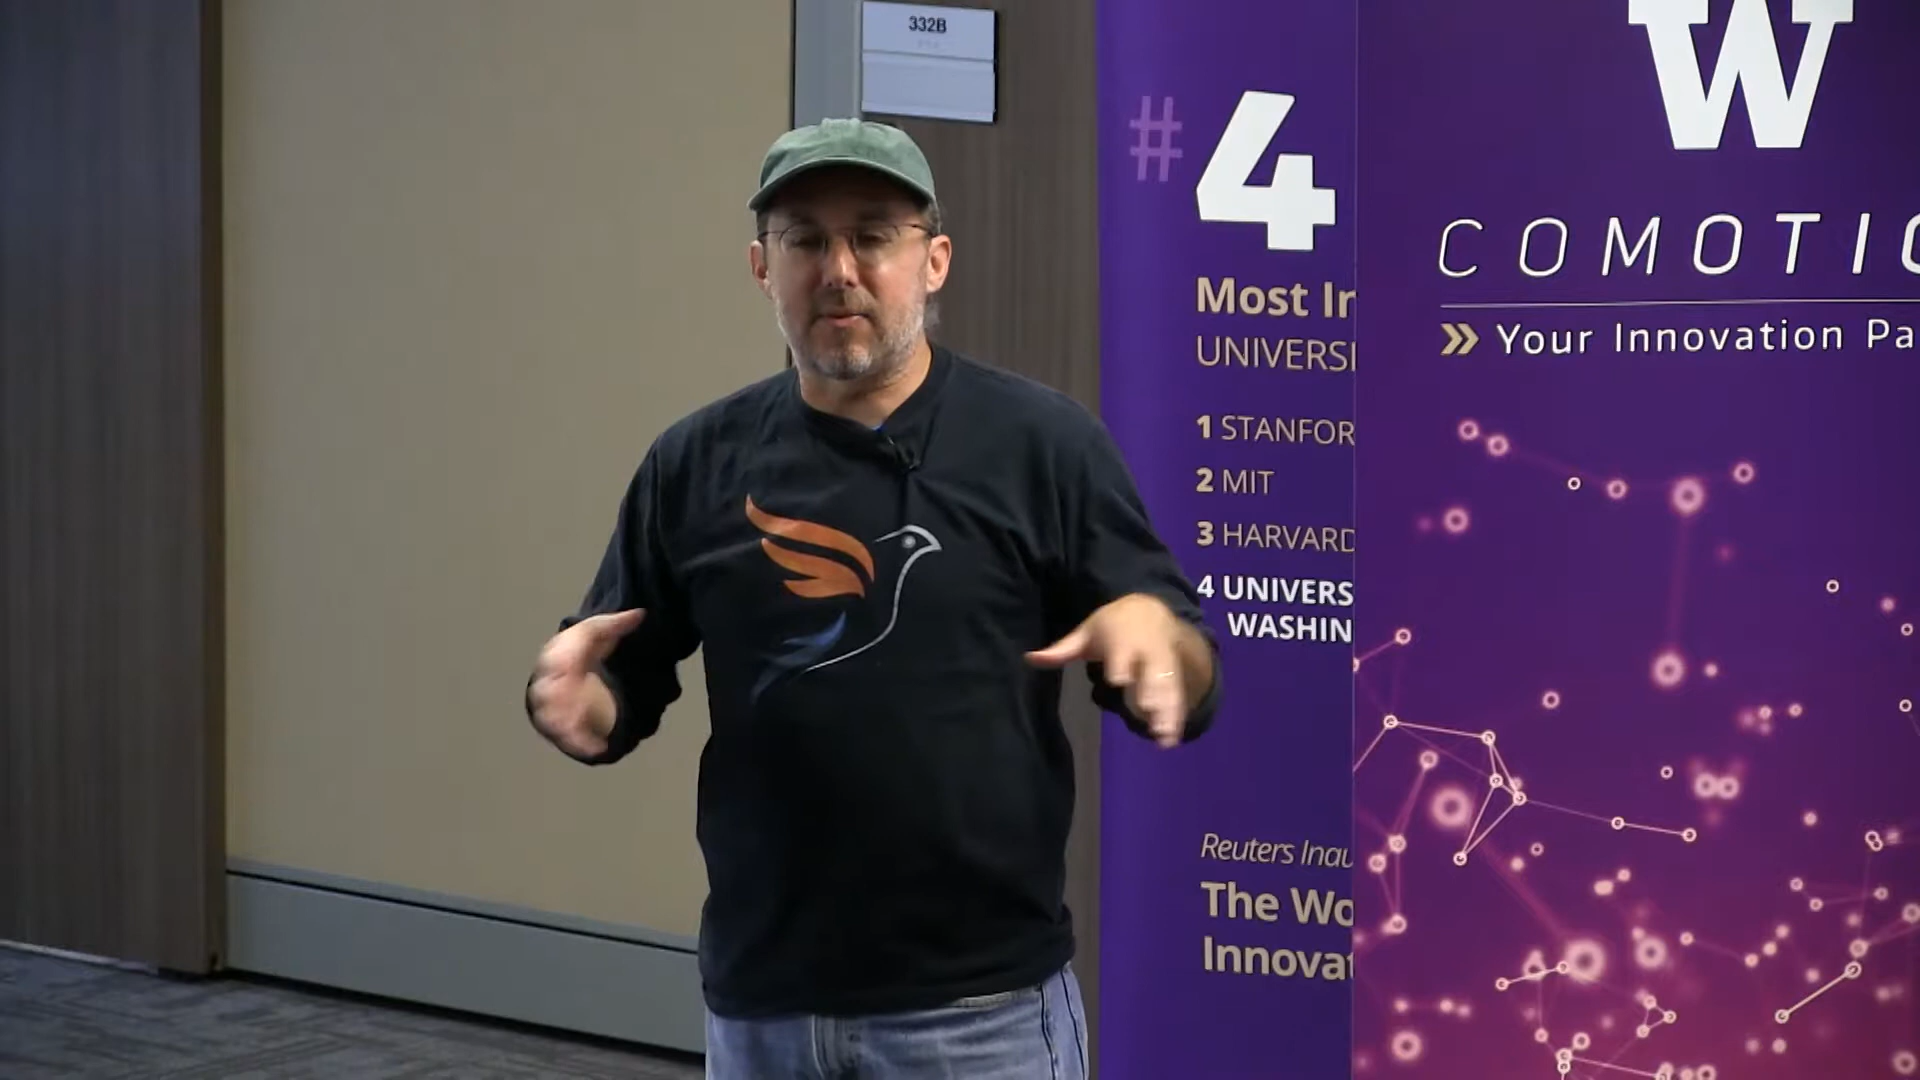 332B
#4
Most In
UNIVERSI
1 STANFOR
2 MIT
3 HARVARD
4 UNIVERS
WASHIN
Reuters Inau
The Wo
Innovat
W
COMOTIO
» Your Innovation Pa